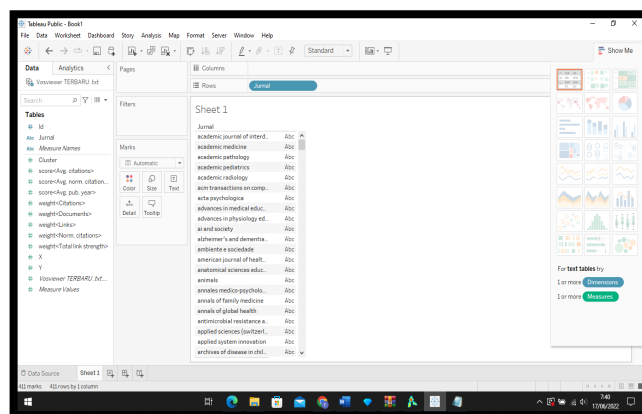 Tableau Public - Book1
File Data Worksheet Dashboard Story Analysis Map Format Server Window Help
Standard
Show Me
Data Analytics
Vosviewer TERBARU .txt
Search
Tables
Id
Abc Jurnal
Abc Measure Names
Cluster
score<Avg. citations>
score<Avg. norm. citation...
score<Avg. pub. year>
weight<Citations>
weight<Documents>
weight<Links>
weight<Norm. citations>
weight<Total link strength>
X
Y
Vosviewer TERBARU .txt...
Measure Values
Pages
Filters
Marks
Automatic
Color Size Text
Detail Tooltip
Columns
Rows Jurnal
Sheet 1
Jurnal
academic journal of interd.. Abc
academic medicine Abc
academic pathology Abc
academic pediatrics Abc
academic radiology Abc
acm transactions on comp.. Abc
acta psychologica Abc
advances in medical educ.. Abc
advances in physiology ed.. Abc
ai and society Abc
alzheimer's and dementia.. Abc
ambiente e sociedade Abc
american journal of healt.. Abc
anatomical sciences educ.. Abc
animals Abc
annales medico-psycholo.. Abc
annals of family medicine Abc
annals of global health Abc
antimicrobial resistance a.. Abc
applied sciences (switzerl.. Abc
applied system innovation Abc
archives of disease in chil.. Abc
For text tables try
1 or more Dimensions
1 or more Measures
Data Source Sheet 1
411 marks 411 rows by 1 column
7:40
17/06/2022